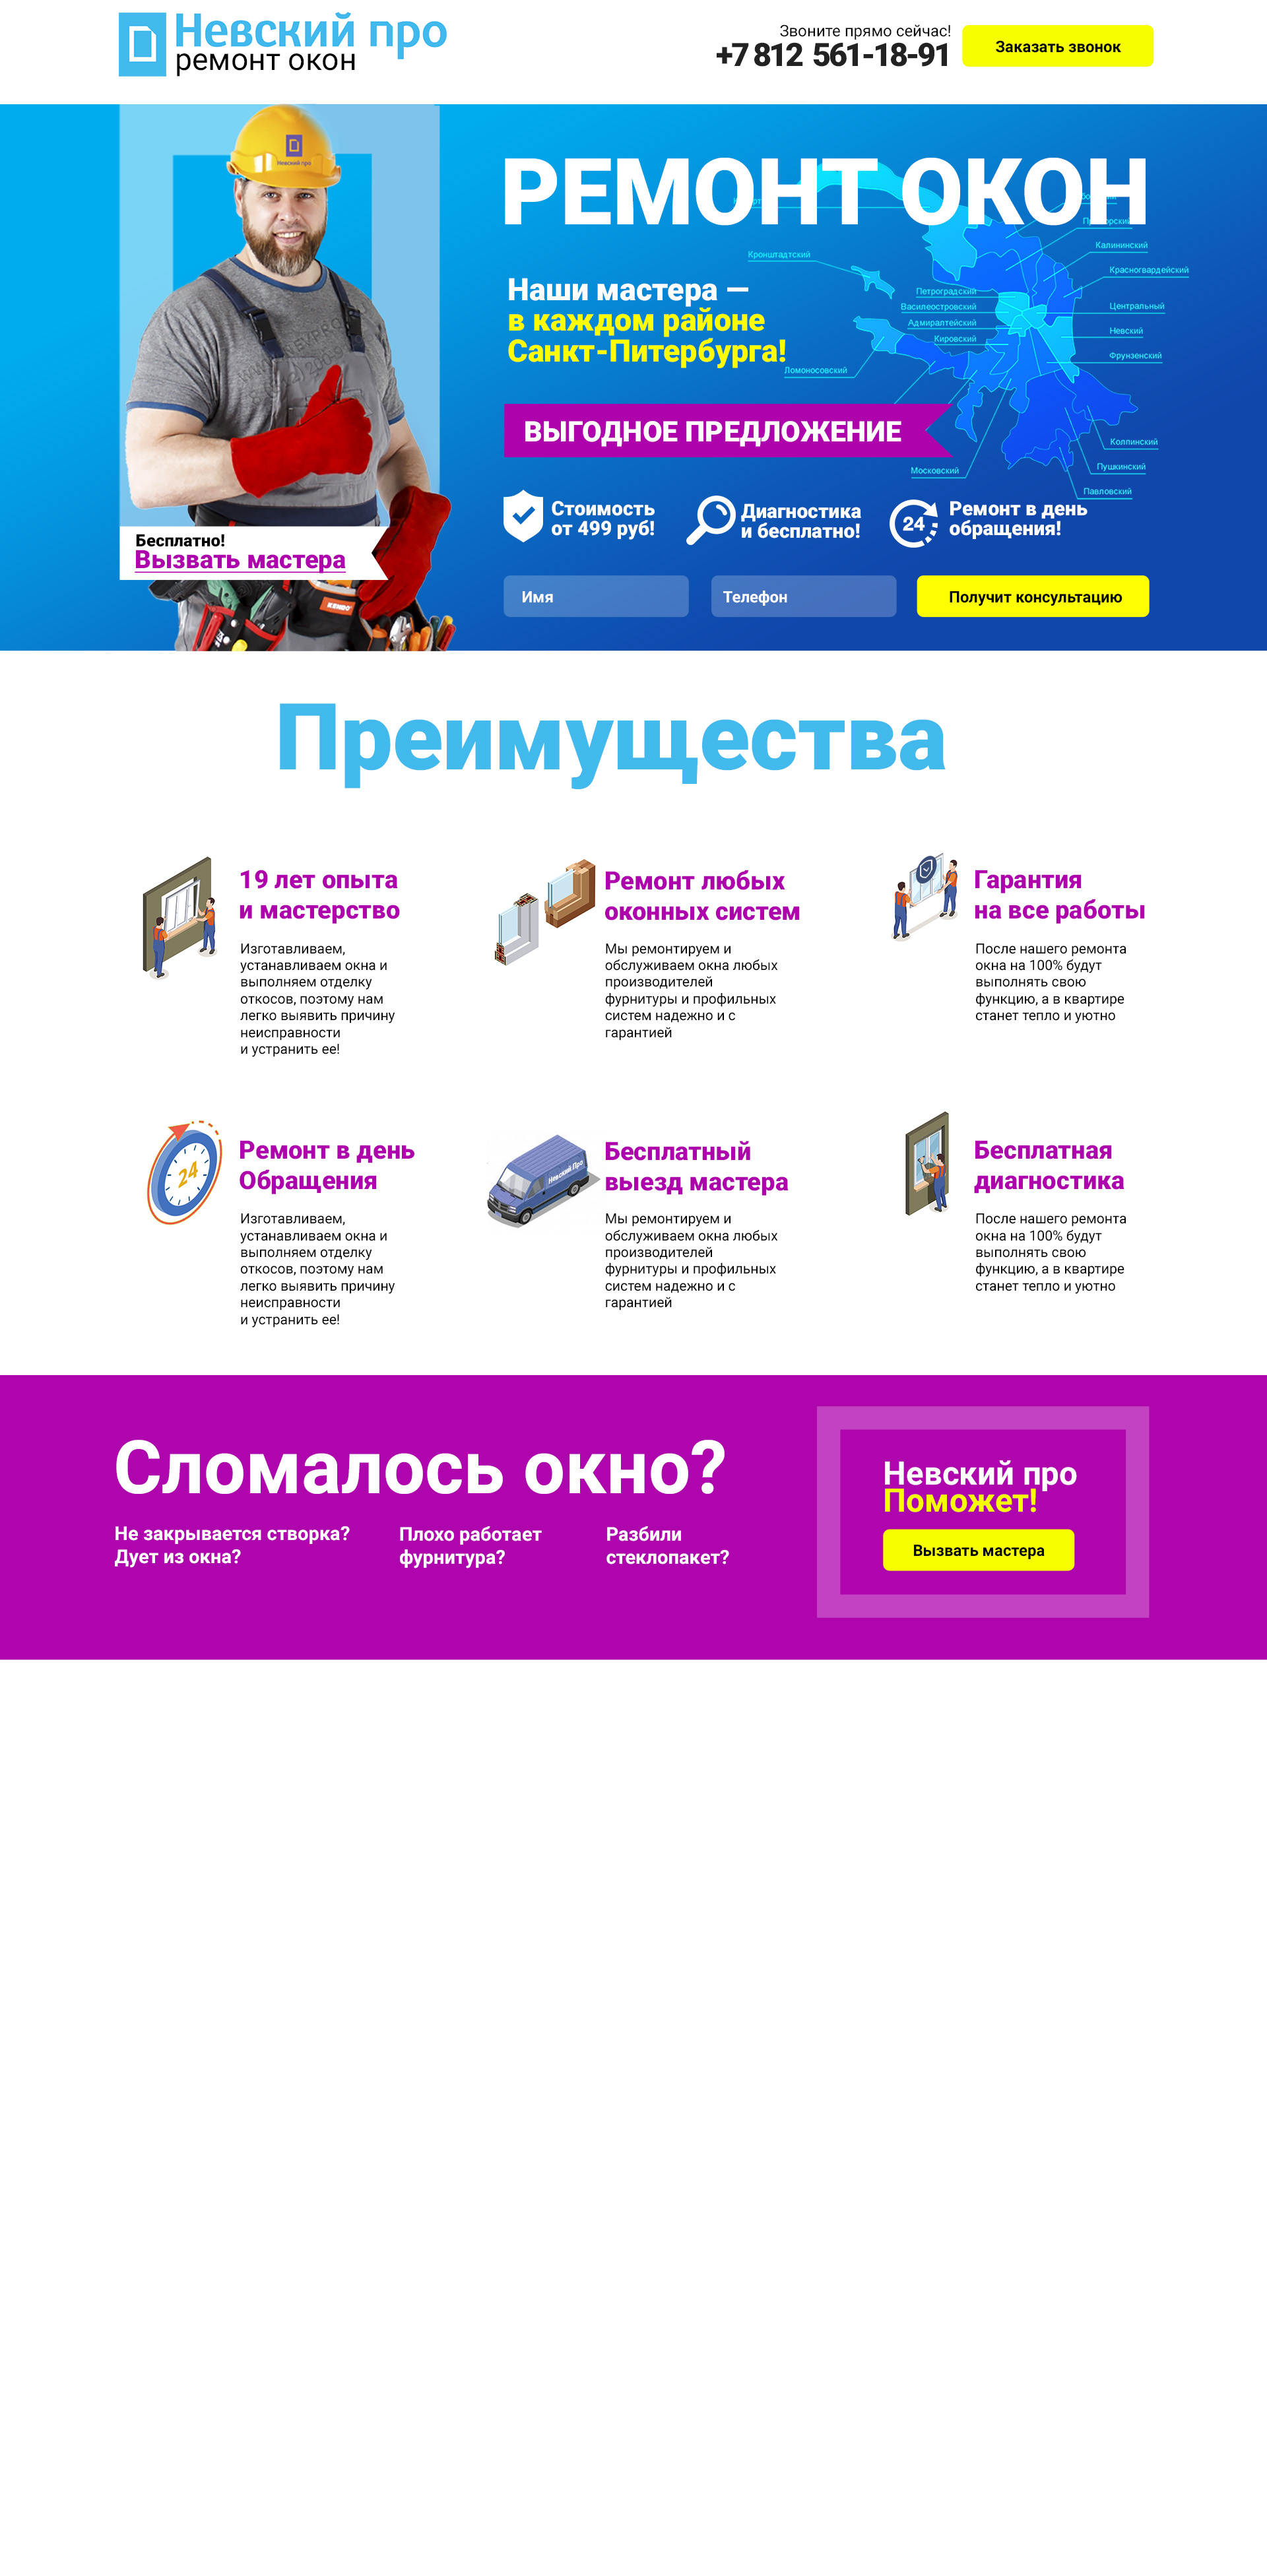 Невский про
ремонт окон
Звоните прямо сейчас!
+7 812 561-18-91
Заказать звонок
Невский про
РЕМОНТ ОКОН
Калининский
Кронштадтский
Красногвардейский
Петроградский
Василеостровский
Центральный
Адмиралтейский
Невский
Кировский
Фрунзенский
Ломоносовский
Наши мастера —
в каждом районе
Санкт-Питербурга!
ВЫГОДНОЕ ПРЕДЛОЖЕНИЕ
Колпинский
Московский
Пушкинский
Павловский
Стоимость
от 499 руб!
Диагностика
и бесплатно!
24
Ремонт в день
обращения!
Бесплатно!
Вызвать мастера
KENDO
Имя
Телефон
Получит консультацию
Преимущества
19 лет опыта
и мастерство
Изготавливаем,
устанавливаем окна и
выполняем отделку
откосов, поэтому нам
легко выявить причину
неисправности
и устранить ее!
Ремонт любых
оконных систем
Мы ремонтируем и
обслуживаем окна любых
производителей
фурнитуры и профильных
систем надежно и с
гарантией
Гарантия
на все работы
После нашего ремонта
окна на 100% будут
выполнять свою
функцию, а в квартире
станет тепло и уютно
24
Ремонт в день
Обращения
Изготавливаем,
устанавливаем окна и
выполняем отделку
откосов, поэтому нам
легко выявить причину
неисправности
и устранить ее!
Невский Про
Бесплатный
выезд мастера
Мы ремонтируем и
обслуживаем окна любых
производителей
фурнитуры и профильных
систем надежно и с
гарантией
Бесплатная
диагностика
После нашего ремонта
окна на 100% будут
выполнять свою
функцию, а в квартире
станет тепло и уютно
Сломалось окно?
Не закрывается створка?
Дует из окна?
Плохо работает
фурнитура?
Разбили
стеклопакет?
Невский про
Поможет!
Вызвать мастера